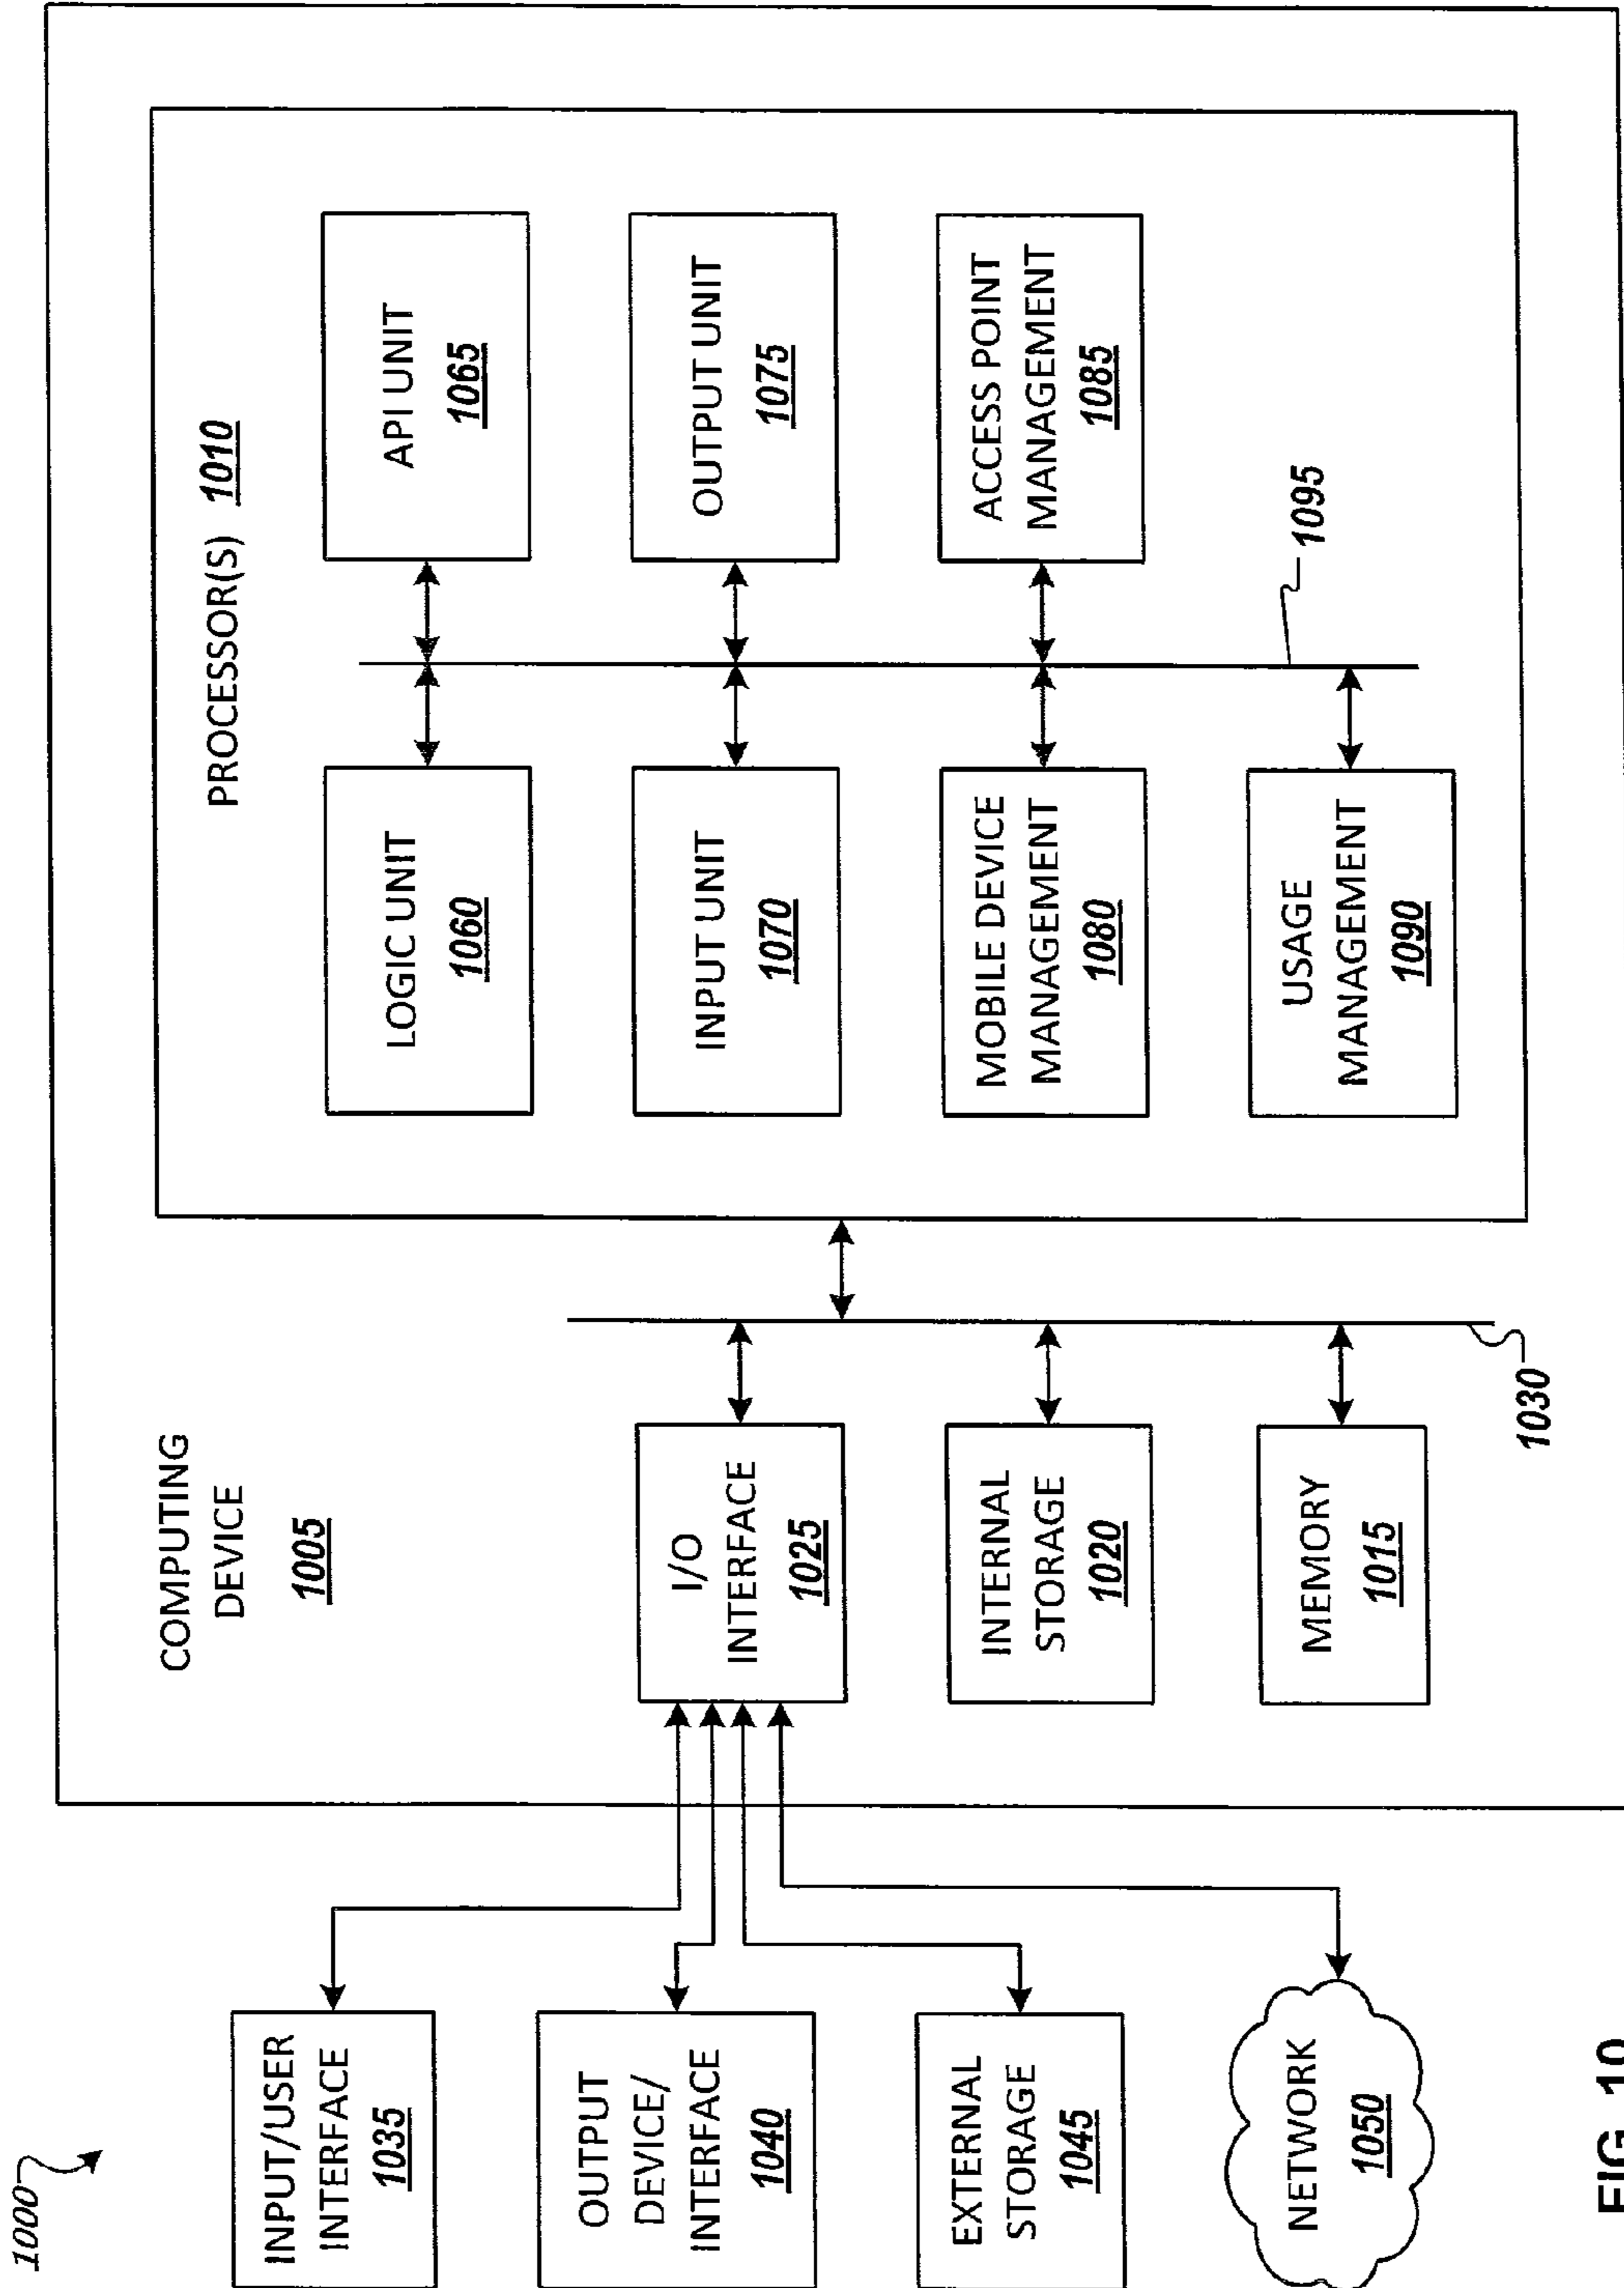 1000
COMPUTING
DEVICE
1005
PROCESSOR(S) 1010
INPUT/USER
INTERFACE
1035
OUTPUT
DEVICE/
INTERFACE
1040
EXTERNAL
STORAGE
1045
NETWORK
1050
I/O
INTERFACE
1025
INTERNAL
STORAGE
1020
MEMORY
1015
1030
LOGIC UNIT
1060
API UNIT
1065
INPUT UNIT
1070
OUTPUT UNIT
1075
MOBILE DEVICE
MANAGEMENT
1080
ACCESS POINT
MANAGEMENT
1085
USAGE
MANAGEMENT
1090
1095
FIG 10